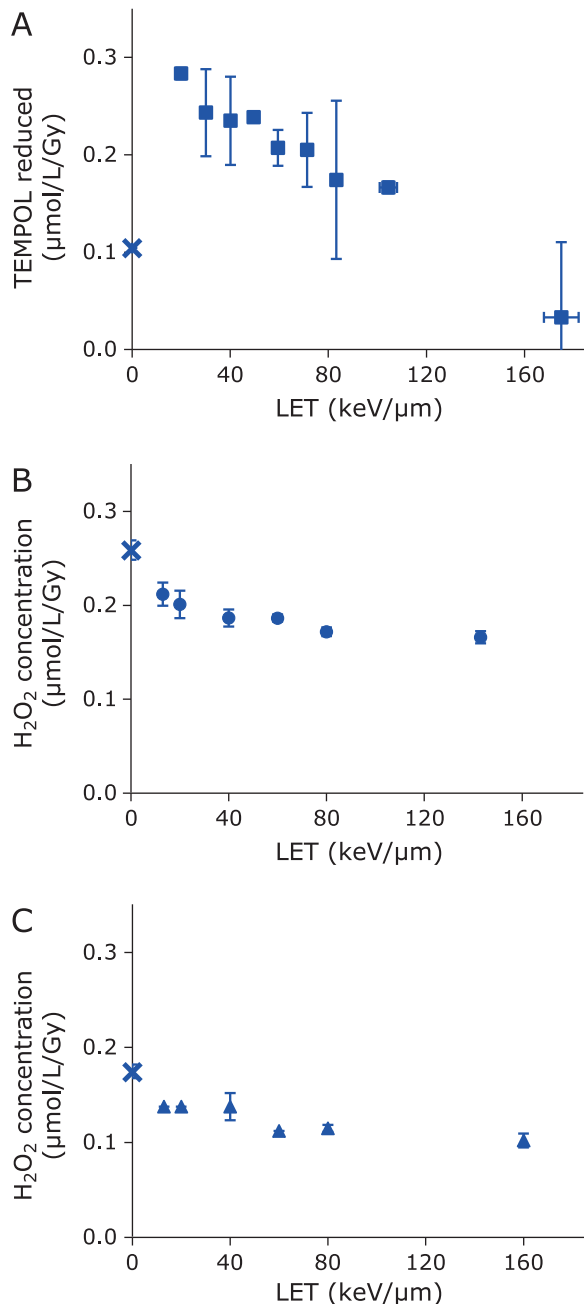 A
TEMPOL reduced
(μmol/L/Gy)
0.3
0.2
0.1
0.0
0 40 80 120 160
LET (keV/μm)
B
H₂O₂ concentration
(μmol/L/Gy)
0.3
0.2
0.1
0.0
0 40 80 120 160
LET (keV/μm)
C
H₂O₂ concentration
(μmol/L/Gy)
0.3
0.2
0.1
0.0
0 40 80 120 160
LET (keV/μm)